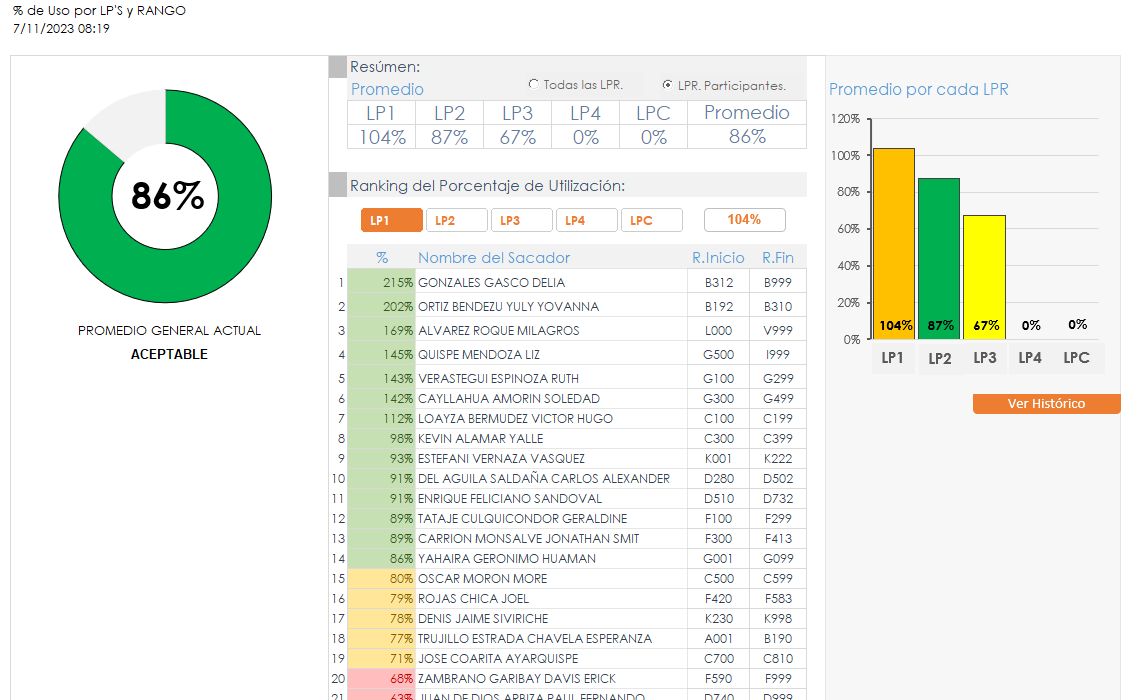 % de Uso por LP'S y RANGO
7/11/2023 08:19
86%
PROMEDIO GENERAL ACTUAL
ACEPTABLE
Resúmen:
Promedio
Todas las LPR.
LPR. Participantes.
LP1 LP2 LP3 LP4 LPC Promedio
104% 87% 67% 0% 0% 86%
Ranking del Porcentaje de Utilización:
LP1 LP2 LP3 LP4 LPC 104%
% Nombre del Sacador R.Inicio R.Fin
1 215% GONZALES GASCO DELIA B312 B999
2 202% ORTIZ BENDEZU YULY YOVANNA B192 B310
3 169% ALVAREZ ROQUE MILAGROS L000 V999
4 145% QUISPE MENDOZA LIZ G500 I999
5 143% VERASTEGUI ESPINOZA RUTH G100 G299
6 142% CAYLLAHUA AMORIN SOLEDAD G300 G499
7 112% LOAYZA BERMUDEZ VICTOR HUGO C100 C199
8 98% KEVIN ALAMAR YALLE C300 C399
9 93% ESTEFANI VERNAZA VASQUEZ K001 K222
10 91% DEL AGUILA SALDAÑA CARLOS ALEXANDER D280 D502
11 91% ENRIQUE FELICIANO SANDOVAL D510 D732
12 89% TATAJE CULQUICONDOR GERALDINE F100 F299
13 89% CARRION MONSALVE JONATHAN SMIT F300 F413
14 86% YAHAIRA GERONIMO HUAMAN G001 G099
15 80% OSCAR MORON MORE C500 C599
16 79% ROJAS CHICA JOEL F420 F583
17 78% DENIS JAIME SIVIRICHE K230 K998
18 77% TRUJILLO ESTRADA CHAVELA ESPERANZA A001 B190
19 71% JOSE COARITA AYARQUISPE C700 C810
20 68% ZAMBRANO GARIBAY DAVIS ERICK F590 F999
21 63% JUAN DE DIOS ARBIZA PAUL FERNANDO D740 D999
Promedio por cada LPR
120%
100%
80%
60%
40%
20%
0%
104% 87% 67% 0% 0%
LP1 LP2 LP3 LP4 LPC
Ver Histórico